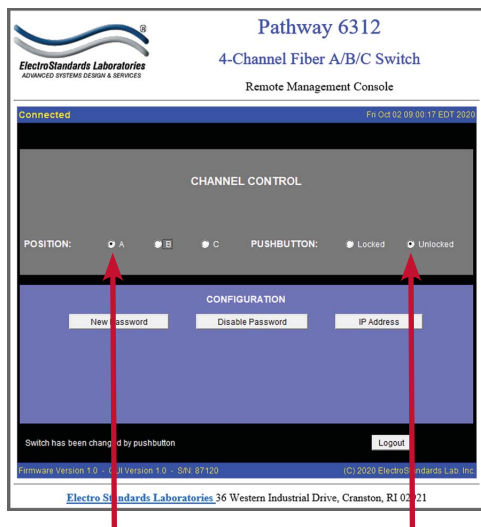 ®
ElectroStandards Laboratories
ADVANCED SYSTEMS DESIGN & SERVICES
Pathway 6312
4-Channel Fiber A/B/C Switch
Remote Management Console
Connected
Fri Oct 02 09:00:17 EDT 2020
CHANNEL CONTROL
POSITION: A B C PUSHBUTTON: Locked Unlocked
CONFIGURATION
New Password Disable Password IP Address
Switch has been changed by pushbutton
Logout
Firmware Version 1.0 - GUI Version 1.0 - S/N: 87120
(C) 2020 ElectroStandards Lab. Inc
Electro Standards Laboratories 36 Western Industrial Drive, Cranston, RI 02921